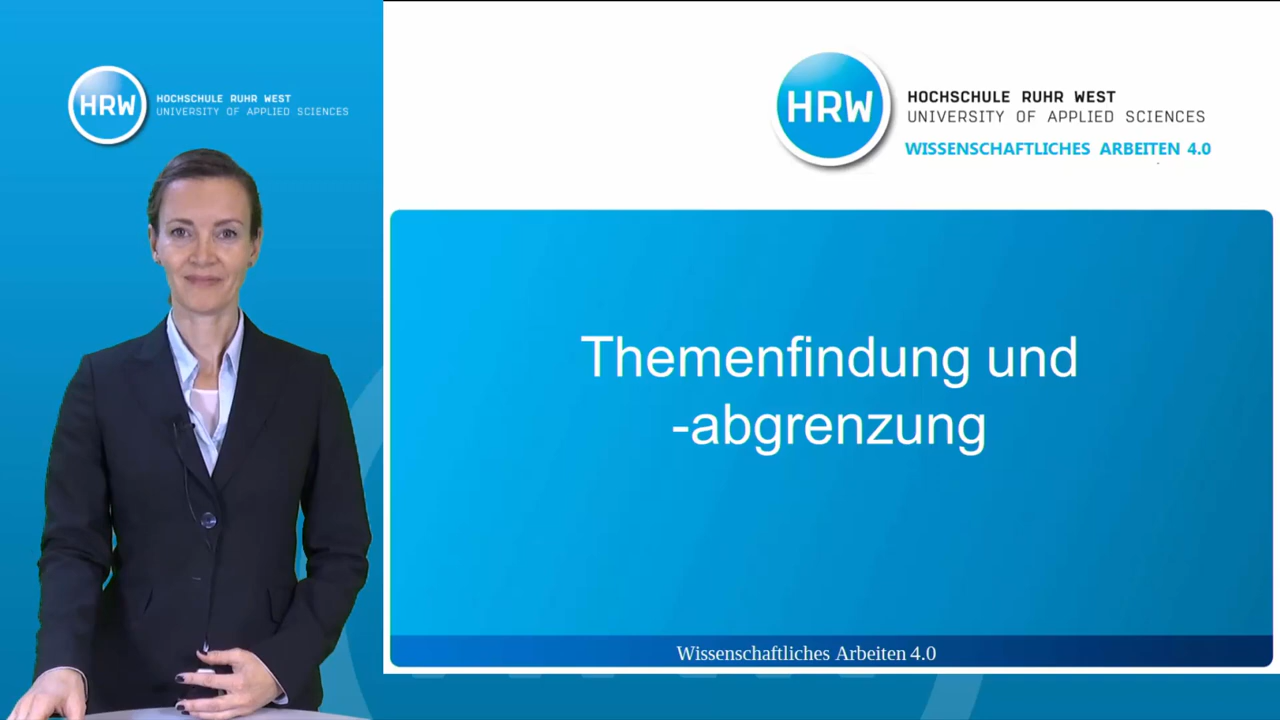 HRW
HOCHSCHULE RUHR WEST
UNIVERSITY OF APPLIED SCIENCES
HRW
HOCHSCHULE RUHR WEST
UNIVERSITY OF APPLIED SCIENCES
WISSENSCHAFTLICHES ARBEITEN 4.0
Themenfindung und
-abgrenzung
Wissenschaftliches Arbeiten 4.0